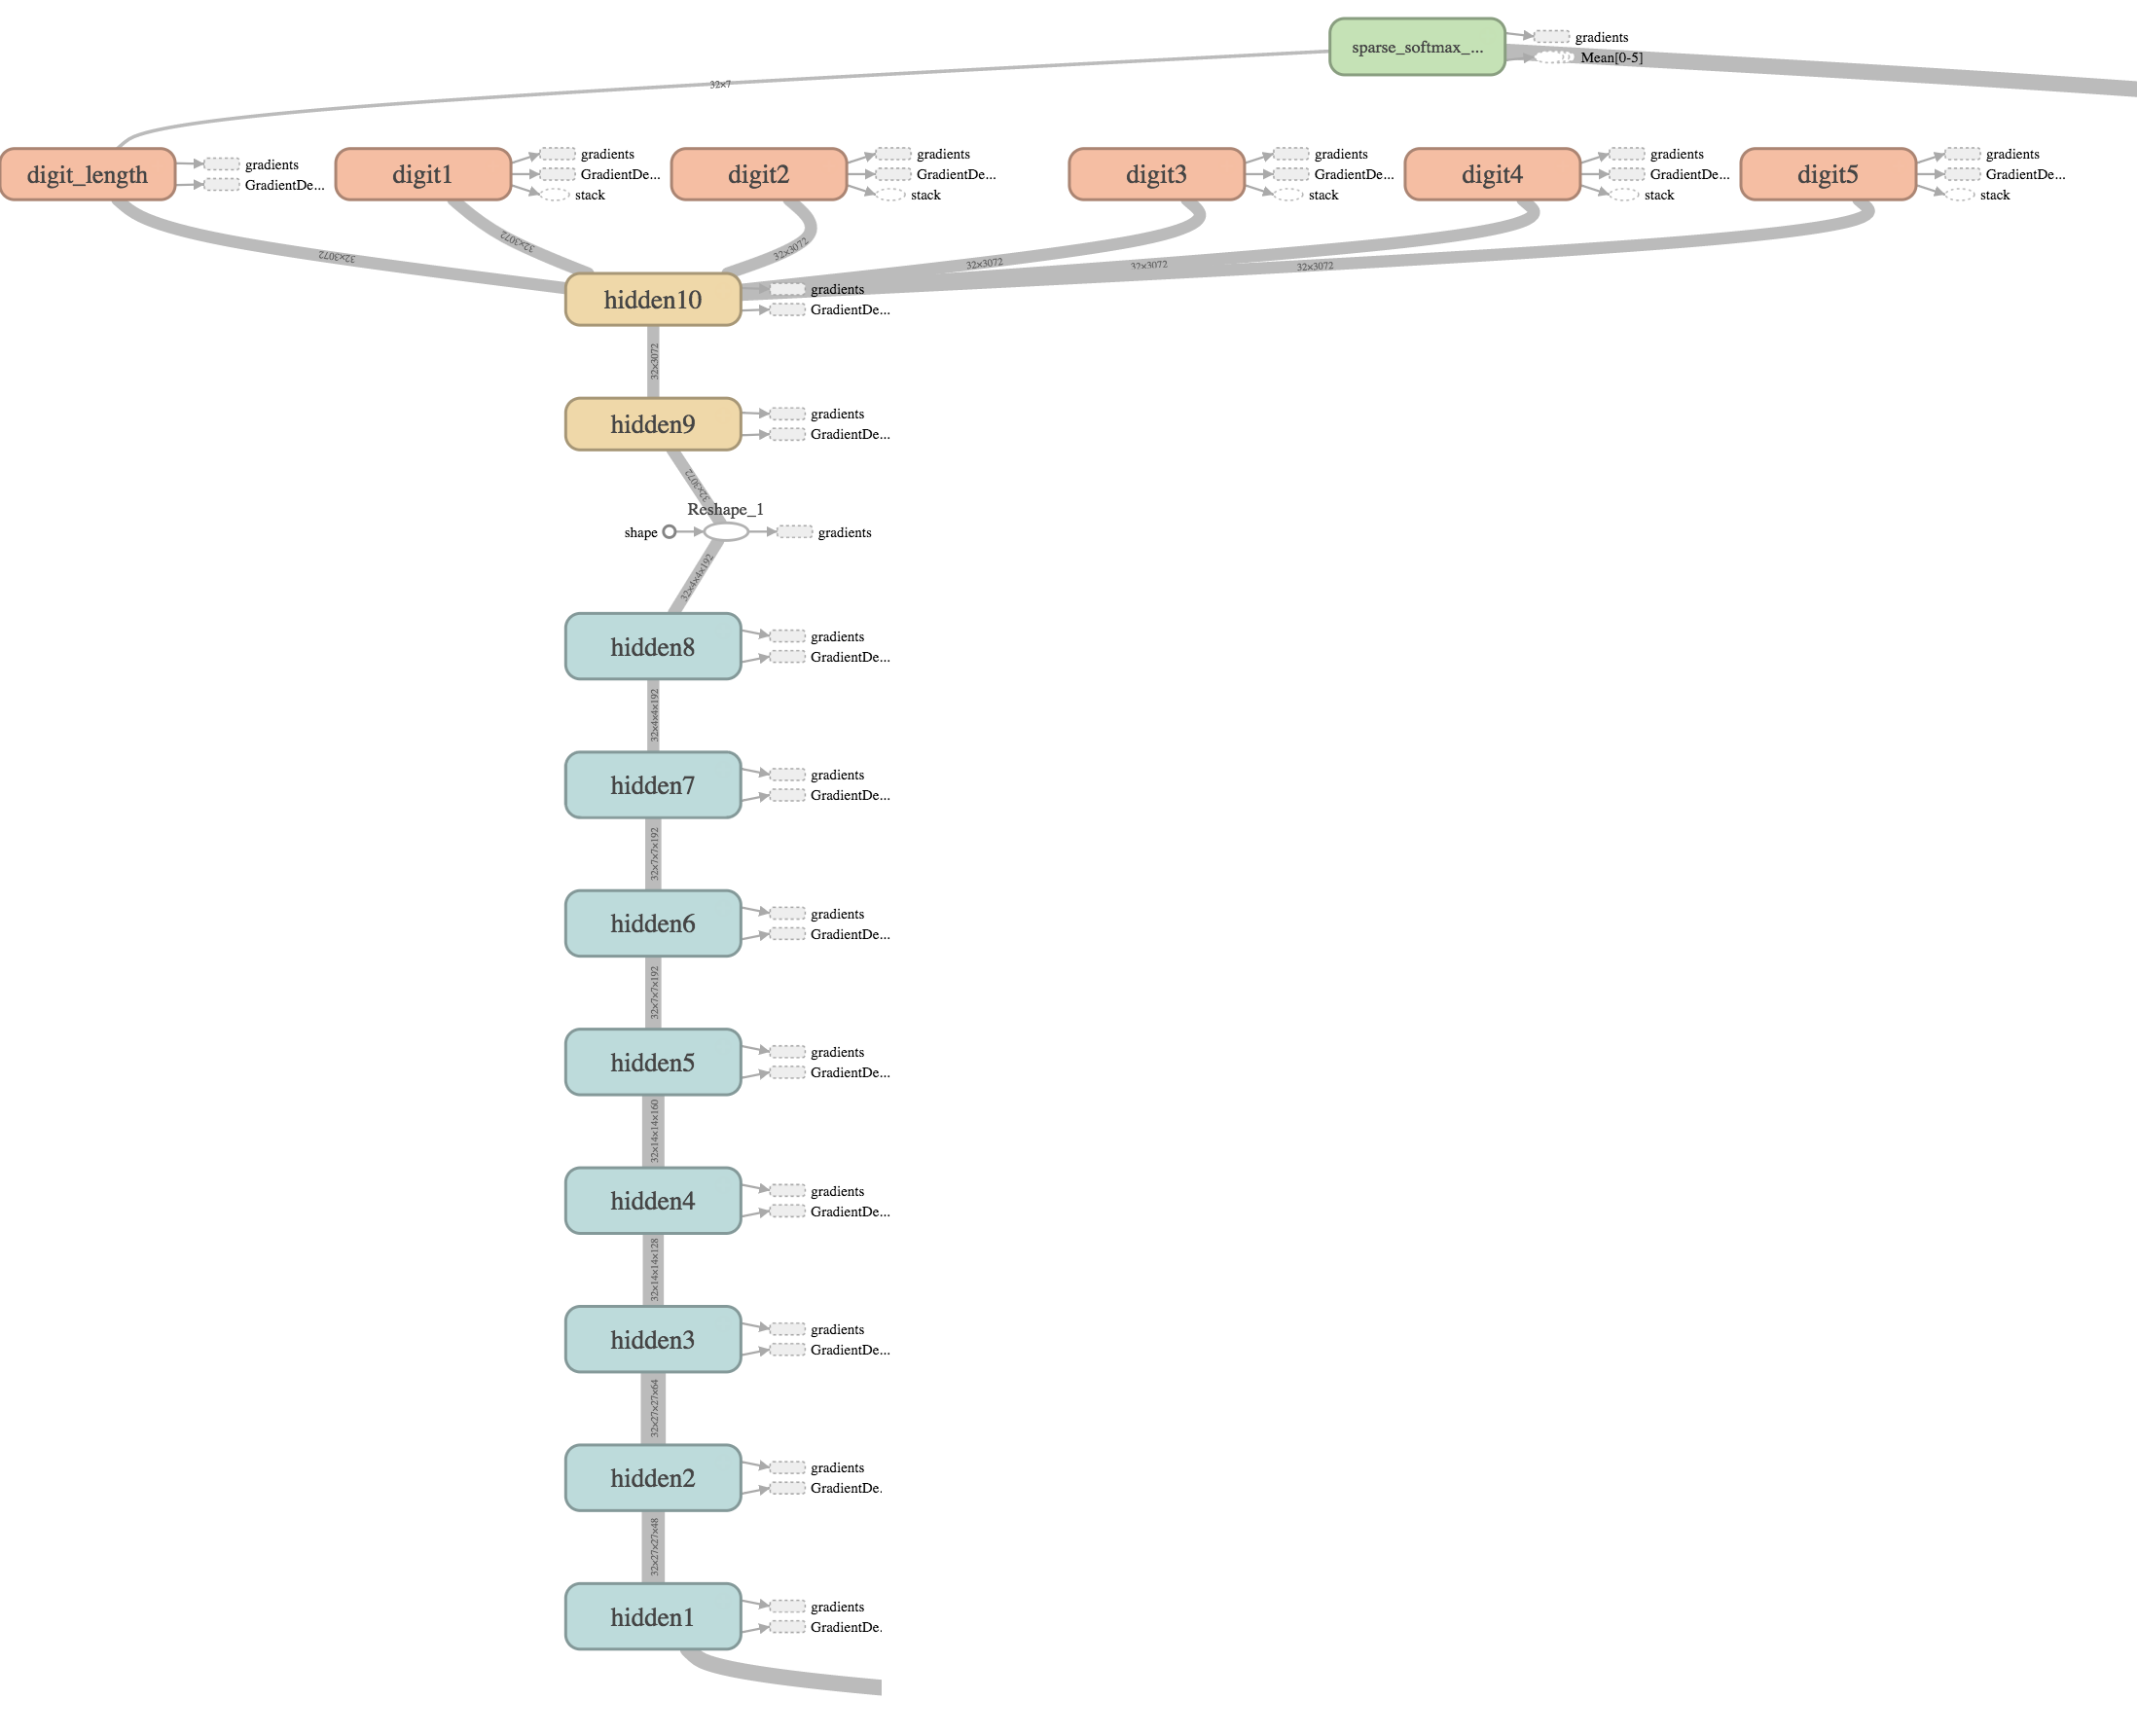 sparse_softmax_...
gradients
Mean[0-5]
32×7
digit_length
gradients
GradientDe...
digit1
gradients
GradientDe...
stack
digit2
gradients
GradientDe...
stack
digit3
gradients
GradientDe...
stack
digit4
gradients
GradientDe...
stack
digit5
gradients
GradientDe...
stack
32×3072
32×3072
32×3072
32×3072
32×3072
32×3072
hidden10
gradients
GradientDe...
32×3072
hidden9
gradients
GradientDe...
32×3072
Reshape_1
shape
gradients
32×4×4×192
hidden8
gradients
GradientDe...
32×4×4×192
hidden7
gradients
GradientDe...
32×7×7×192
hidden6
gradients
GradientDe...
32×7×7×192
hidden5
gradients
GradientDe...
32×14×14×160
hidden4
gradients
GradientDe...
32×14×14×128
hidden3
gradients
GradientDe...
32×27×27×64
hidden2
gradients
GradientDe.
32×27×27×48
hidden1
gradients
GradientDe.